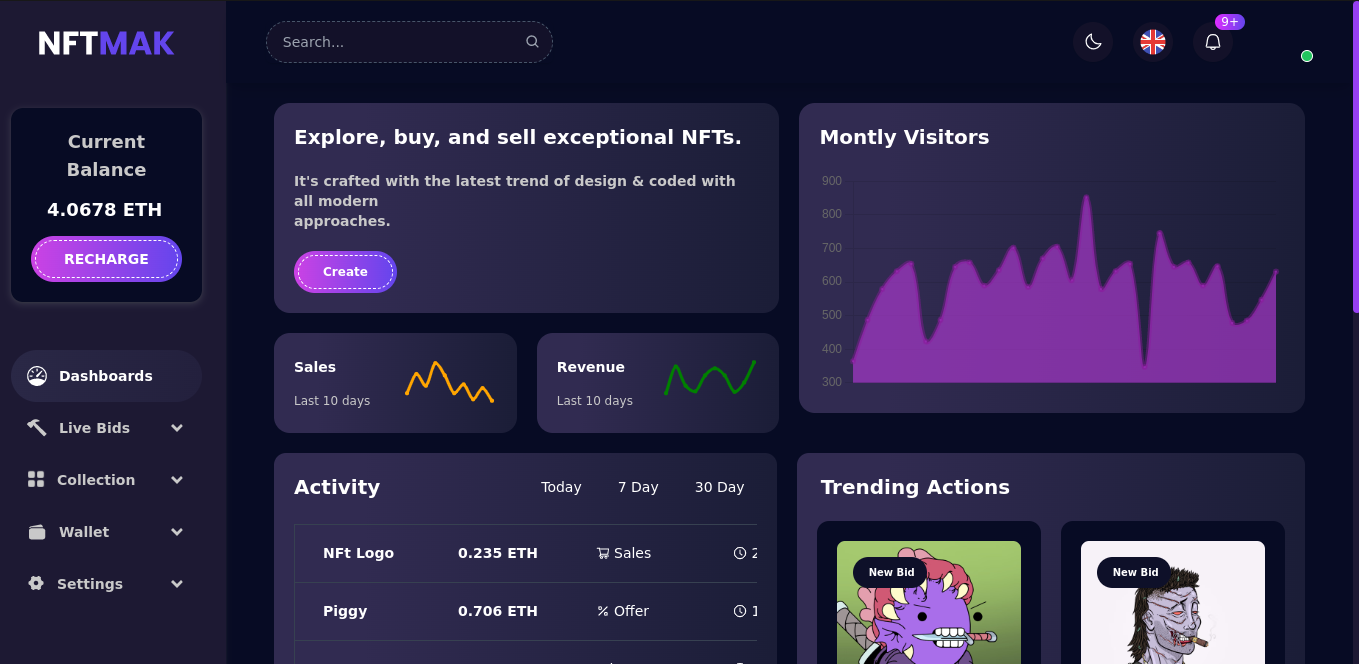 NFTMAK
Search...
9+
Current
Balance
4.0678 ETH
RECHARGE
Dashboards
Live Bids
Collection
Wallet
Settings
Explore, buy, and sell exceptional NFTs.
It's crafted with the latest trend of design & coded with
all modern
approaches.
Create
Montly Visitors
900
800
700
600
500
400
300
Sales
Last 10 days
Revenue
Last 10 days
Activity
Today 7 Day 30 Day
NFt Logo 0.235 ETH Sales 2
Piggy 0.706 ETH % Offer 1
Trending Actions
New Bid
New Bid